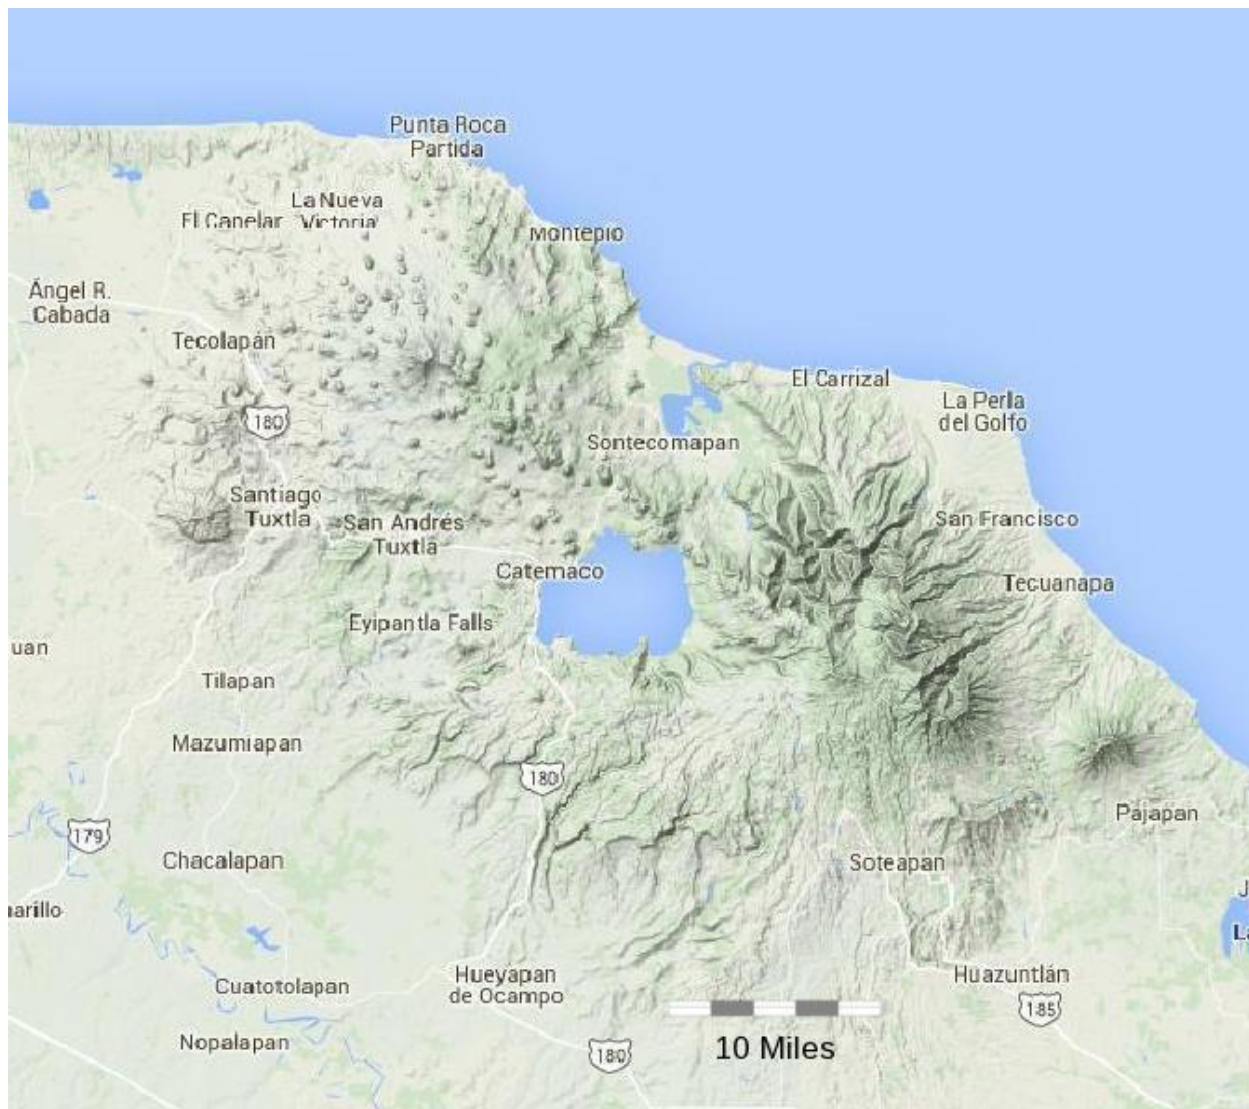 Punta Roca
Partida
La Nueva
Victoria
El Canelar
Montepio
Ángel R.
Cabada
Tecolapán
El Carrizal
La Perla
del Golfo
180
Sontecomapan
Santiago
Tuxtla
San Andrés
Tuxtla
San Francisco
Catemaco
Tecuanapa
Eyipantla Falls
uan
Tilapan
Mazumiapan
180
Pajapan
179
Chacalapan
Soteapan
arillo
J
La
Hueyapan
de Ocampo
Huazuntlán
Cuatotolapan
185
Nopalapan
10 Miles
180